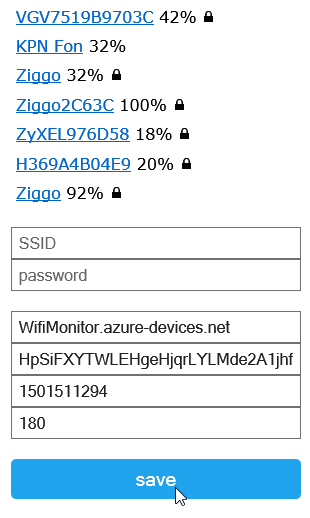 VGV7519B9703C 42%
KPN Fon 32%
Ziggo 32%
Ziggo2C63C 100%
ZyXEL976D58 18%
H369A4B04E9 20%
Ziggo 92%
SSID
password
WifiMonitor.azure-devices.net
HpSiFXYTWLEHgeHjqrLYLMde2A1jhf
1501511294
180
save